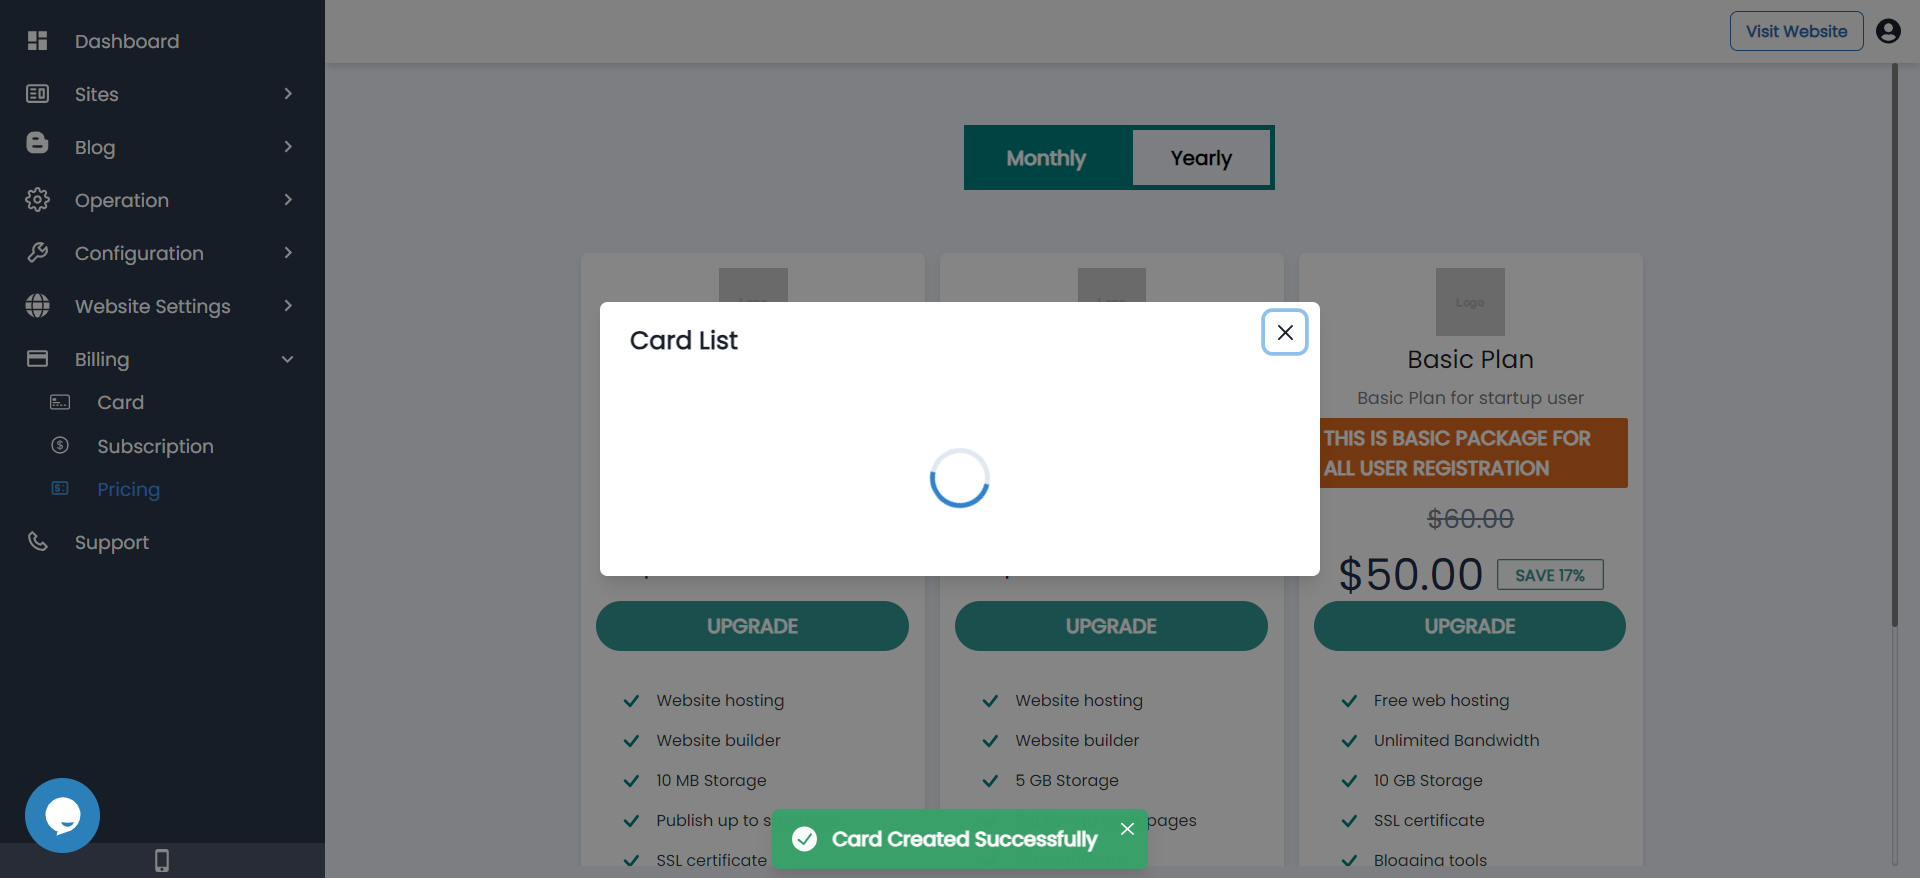 Dashboard
Sites
Blog
Operation
Configuration
Website Settings
Billing
Card
Subscription
Pricing
Support
Visit Website
Monthly
Yearly
Card List
Logo
Basic Plan
Basic Plan for startup user
THIS IS BASIC PACKAGE FOR
ALL USER REGISTRATION
$60.00
$50.00
SAVE 17%
UPGRADE
UPGRADE
UPGRADE
Website hosting
Website builder
10 MB Storage
Publish up to
SSL certificate
Website hosting
Website builder
5 GB Storage
pages
Free web hosting
Unlimited Bandwidth
10 GB Storage
SSL certificate
Blogging tools
Card Created Successfully